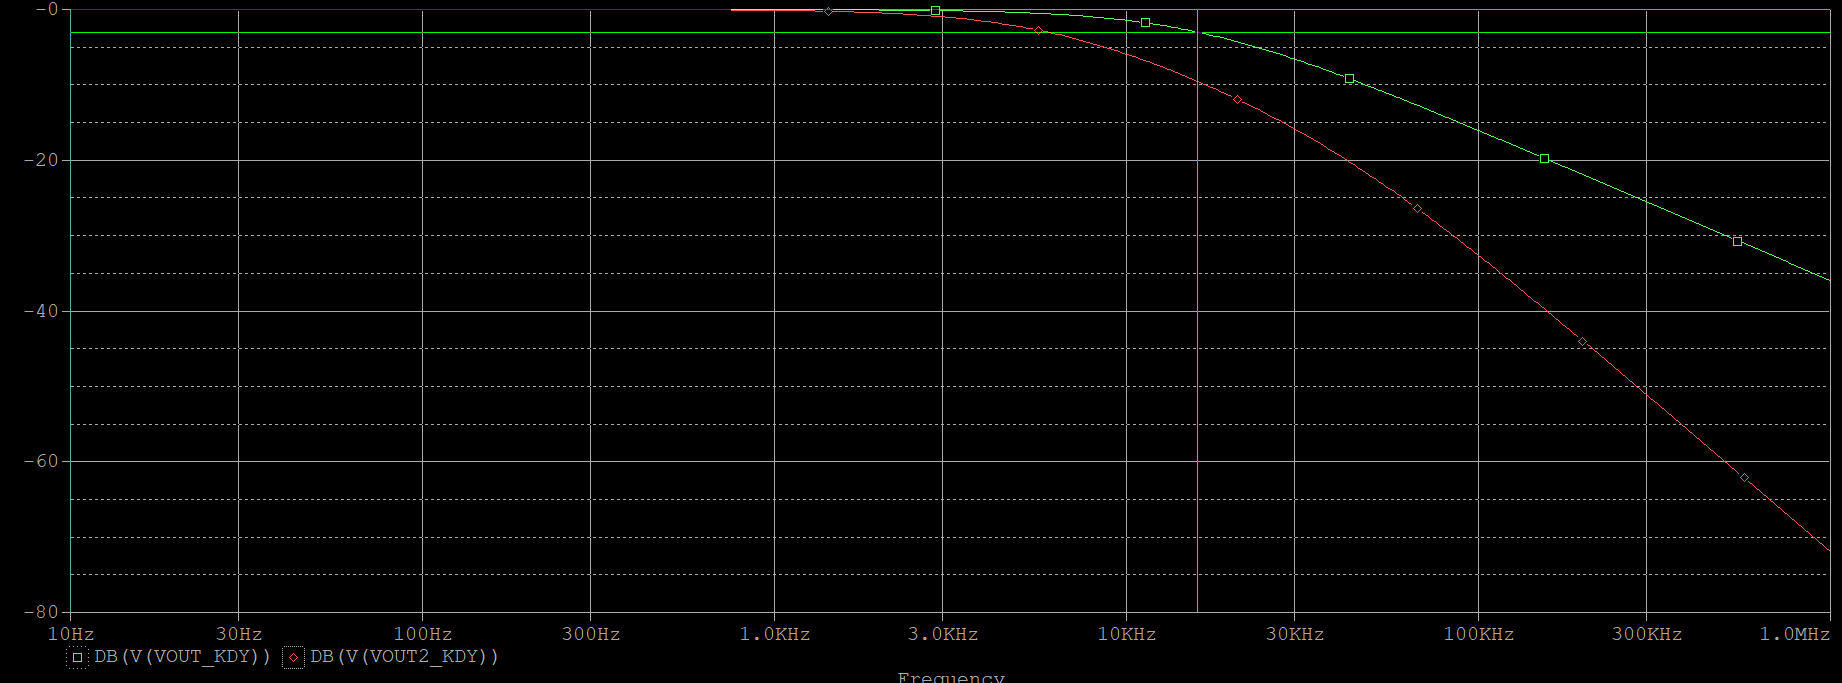 -0
-20
-40
-60
-80
10Hz 30Hz 100Hz 300Hz 1.0KHz 3.0KHz 10KHz 30KHz 100KHz 300KHz 1.0MHz
DB(V(VOUT_KDY)) DB(V(VOUT2_KDY))
Frequency